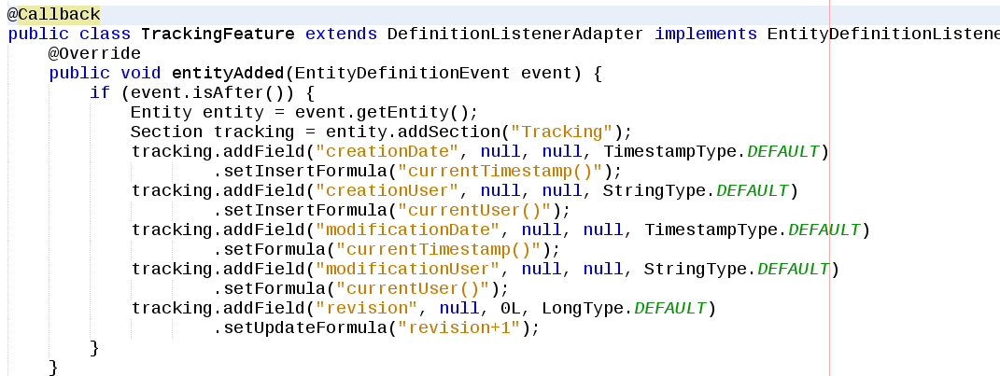 @Callback
public class TrackingFeature extends DefinitionListenerAdapter implements EntityDefinitionListene
@Override
public void entityAdded(EntityDefinitionEvent event) {
if (event.isAfter()) {
Entity entity = event.getEntity();
Section tracking = entity.addSection("Tracking");
tracking.addField("creationDate", null, null, TimestampType.DEFAULT)
.setInsertFormula("currentTimestamp()");
tracking.addField("creationUser", null, null, StringType.DEFAULT)
.setInsertFormula("currentUser()");
tracking.addField("modificationDate", null, null, TimestampType.DEFAULT)
.setFormula("currentTimestamp()");
tracking.addField("modificationUser", null, null, StringType.DEFAULT)
.setFormula("currentUser()");
tracking.addField("revision", null, 0L, LongType.DEFAULT)
.setUpdateFormula("revision+1");
}
}